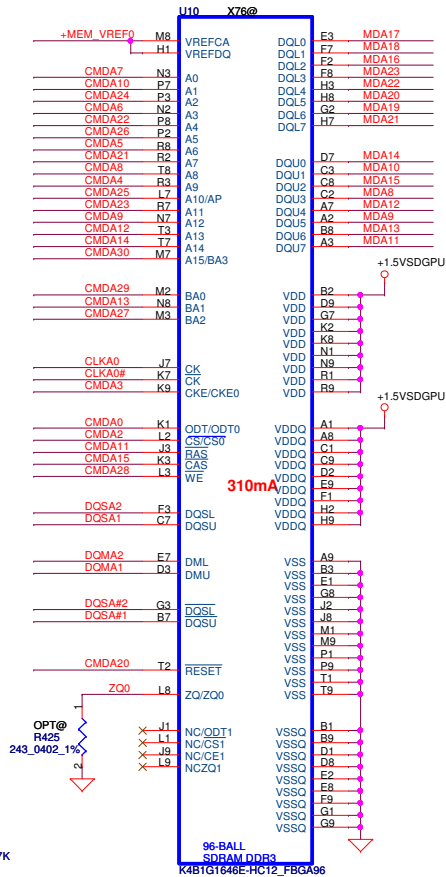 U10 X76@
+MEM_VREF0 M8 VREFCA DQL0 E3 MDA17
H1 VREFDQ DQL1 F7 MDA18
DQL2 F2 MDA16
CMDA7 N3 A0 DQL3 F8 MDA23
CMDA10 P7 A1 DQL4 H3 MDA22
CMDA24 P3 A2 DQL5 H8 MDA20
CMDA6 N2 A3 DQL6 G2 MDA19
CMDA22 P8 A4 DQL7 H7 MDA21
CMDA26 P2 A5
CMDA5 R8 A6
CMDA21 R2 A7 DQU0 D7 MDA14
CMDA8 T8 A8 DQU1 C3 MDA10
CMDA4 R3 A9 DQU2 C8 MDA15
CMDA25 L7 A10/AP DQU3 C2 MDA8
CMDA23 R7 A11 DQU4 A7 MDA12
CMDA9 N7 A12 DQU5 A2 MDA9
CMDA12 T3 A13 DQU6 B8 MDA13
CMDA14 T7 A14 DQU7 A3 MDA11
CMDA30 M7 A15/BA3
+1.5VSDGPU
CMDA29 M2 BA0 VDD B2
CMDA13 N8 BA1 VDD D9
CMDA27 M3 BA2 VDD G7
VDD K2
VDD K8
VDD N1
CLKA0 J7 CK VDD N9
CLKA0# K7 CK VDD R1
CMDA3 K9 CKE/CKE0 VDD R9
+1.5VSDGPU
CMDA0 K1 ODT/ODT0 VDDQ A1
CMDA2 L2 CS/CS0 VDDQ A8
CMDA11 J3 RAS VDDQ C1
CMDA15 K3 CAS VDDQ C9
CMDA28 L3 WE VDDQ D2
310mA VDDQ E9
VDDQ F1
DQSA2 F3 DQSL VDDQ H2
DQSA1 C7 DQSU VDDQ H9
DQMA2 E7 DML VSS A9
DQMA1 D3 DMU VSS B3
VSS E1
VSS G8
DQSA#2 G3 DQSL VSS J2
DQSA#1 B7 DQSU VSS J8
VSS M1
VSS M9
VSS P1
CMDA20 T2 RESET VSS P9
VSS T1
ZQ0 L8 ZQ/ZQ0 VSS T9
1
OPT@
R425
243_0402_1%
2
J1 NC/ODT1 VSSQ B1
L1 NC/CS1 VSSQ B9
J9 NC/CE1 VSSQ D1
L9 NCZQ1 VSSQ D8
VSSQ E2
VSSQ E8
VSSQ F9
VSSQ G1
VSSQ G9
96-BALL
SDRAM DDR3
7K K4B1G1646E-HC12_FBGA96